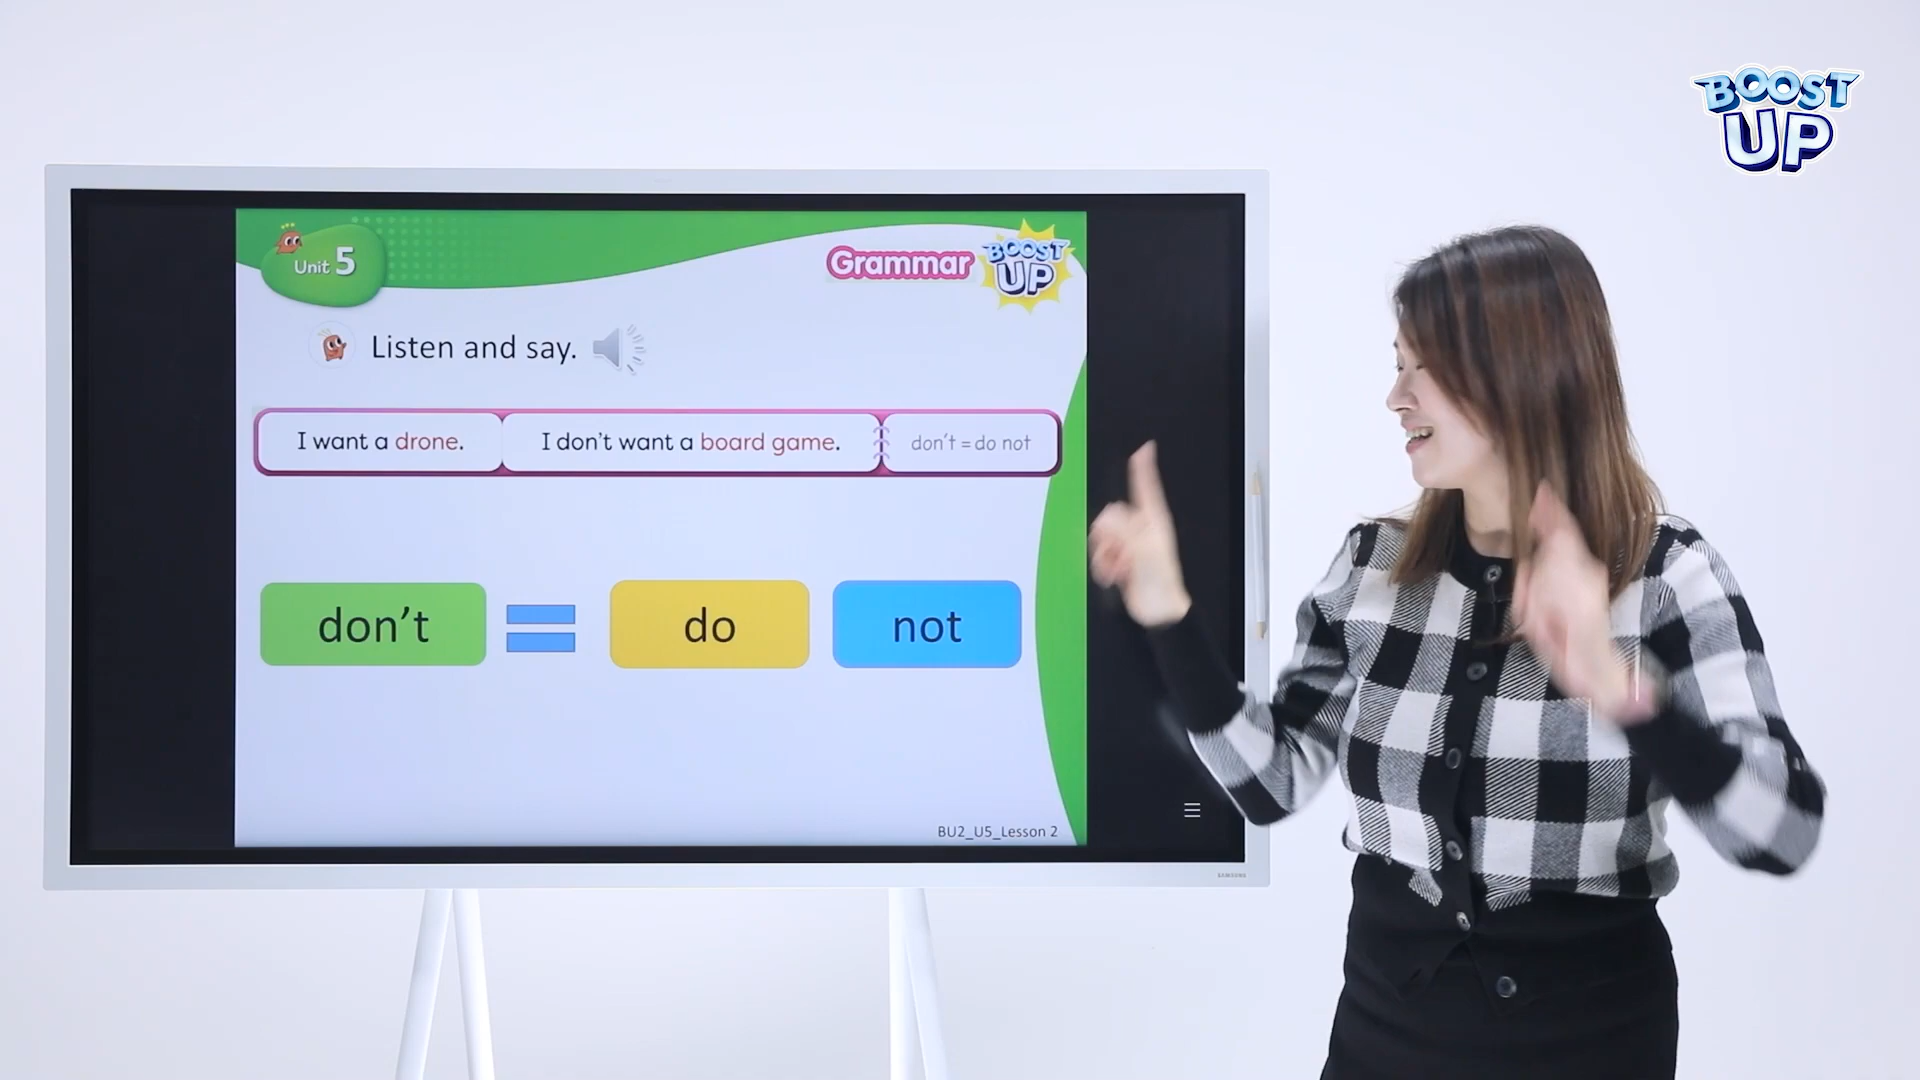 BOOST
UP
Unit 5
Grammar BOOST
UP
Listen and say.
I want a drone. I don't want a board game. don't = do not
don't = do not
BU2_U5_Lesson 2
SAMSUNG